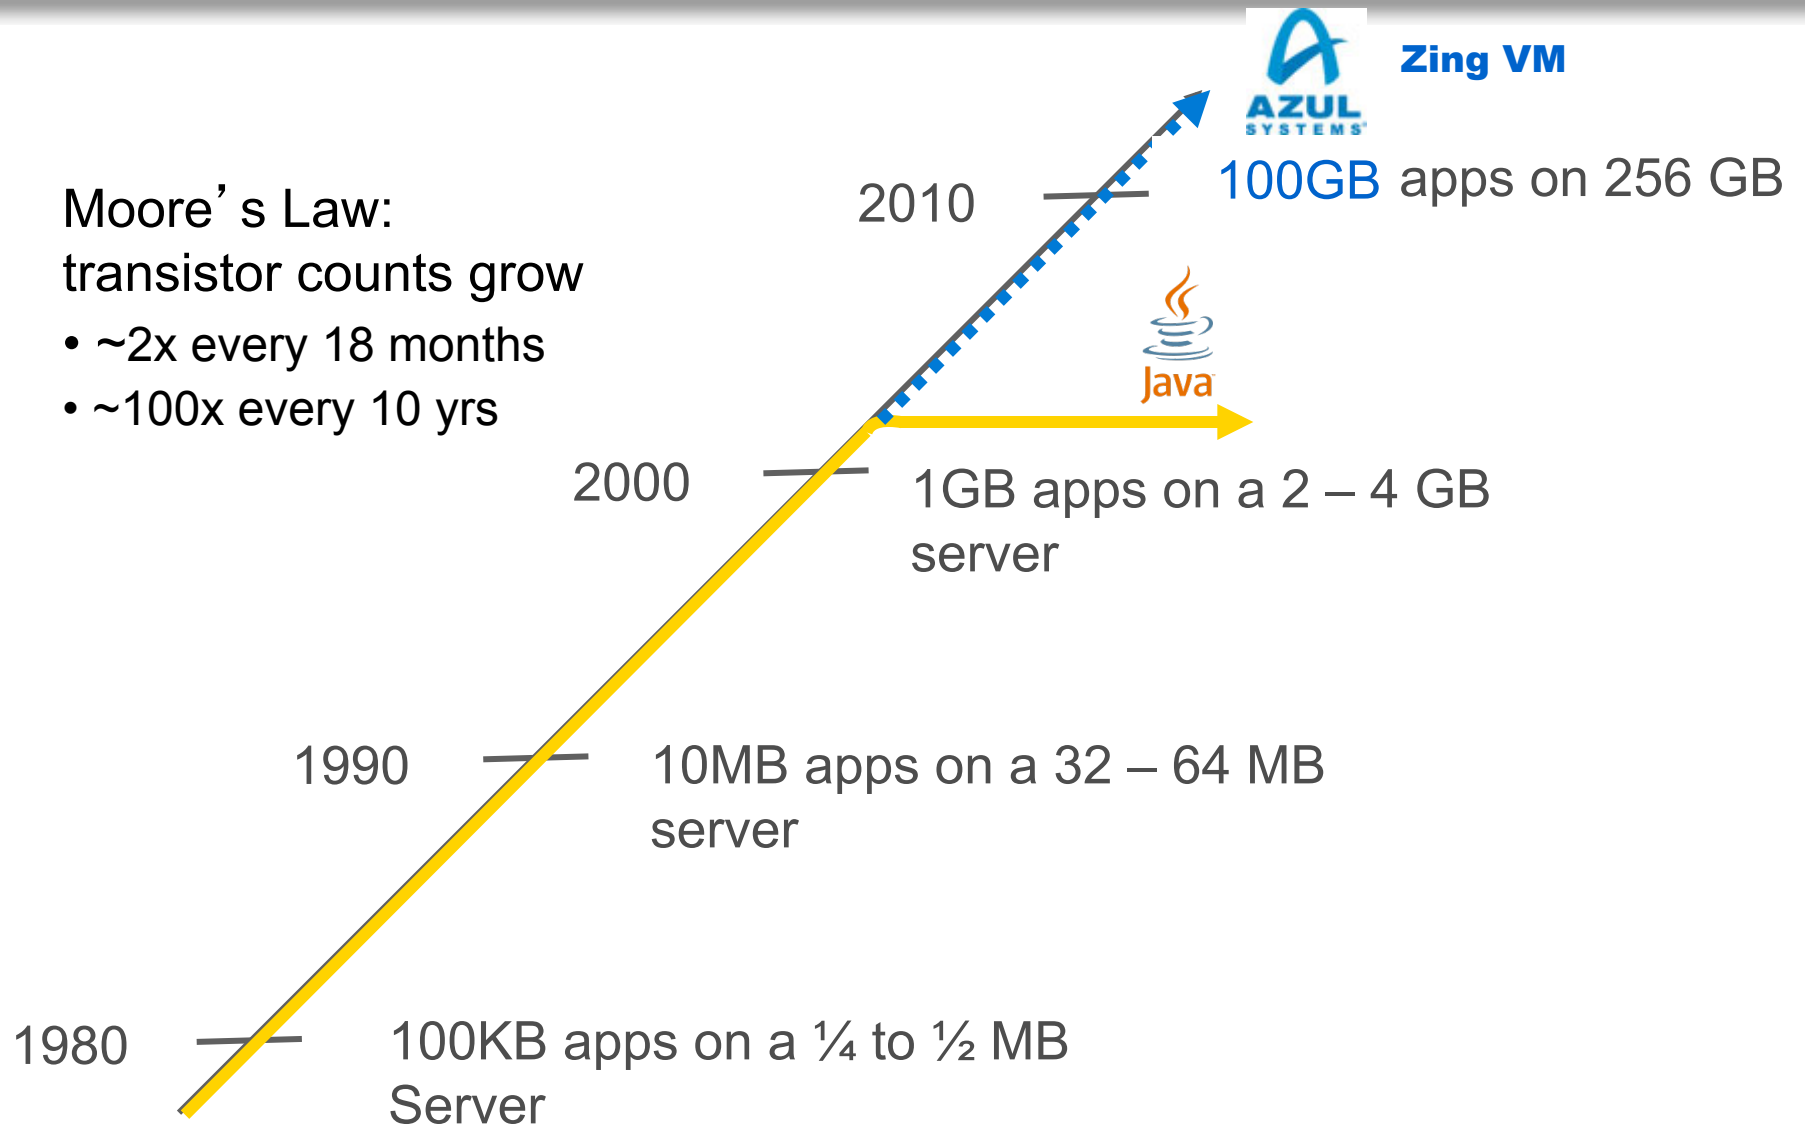 AZUL
SYSTEMS
Zing VM
2010
100GB apps on 256 GB
Moore’s Law:
transistor counts grow
• ~2x every 18 months
• ~100x every 10 yrs
Java
2000
1GB apps on a 2 – 4 GB
server
1990
10MB apps on a 32 – 64 MB
server
1980
100KB apps on a ¼ to ½ MB
Server